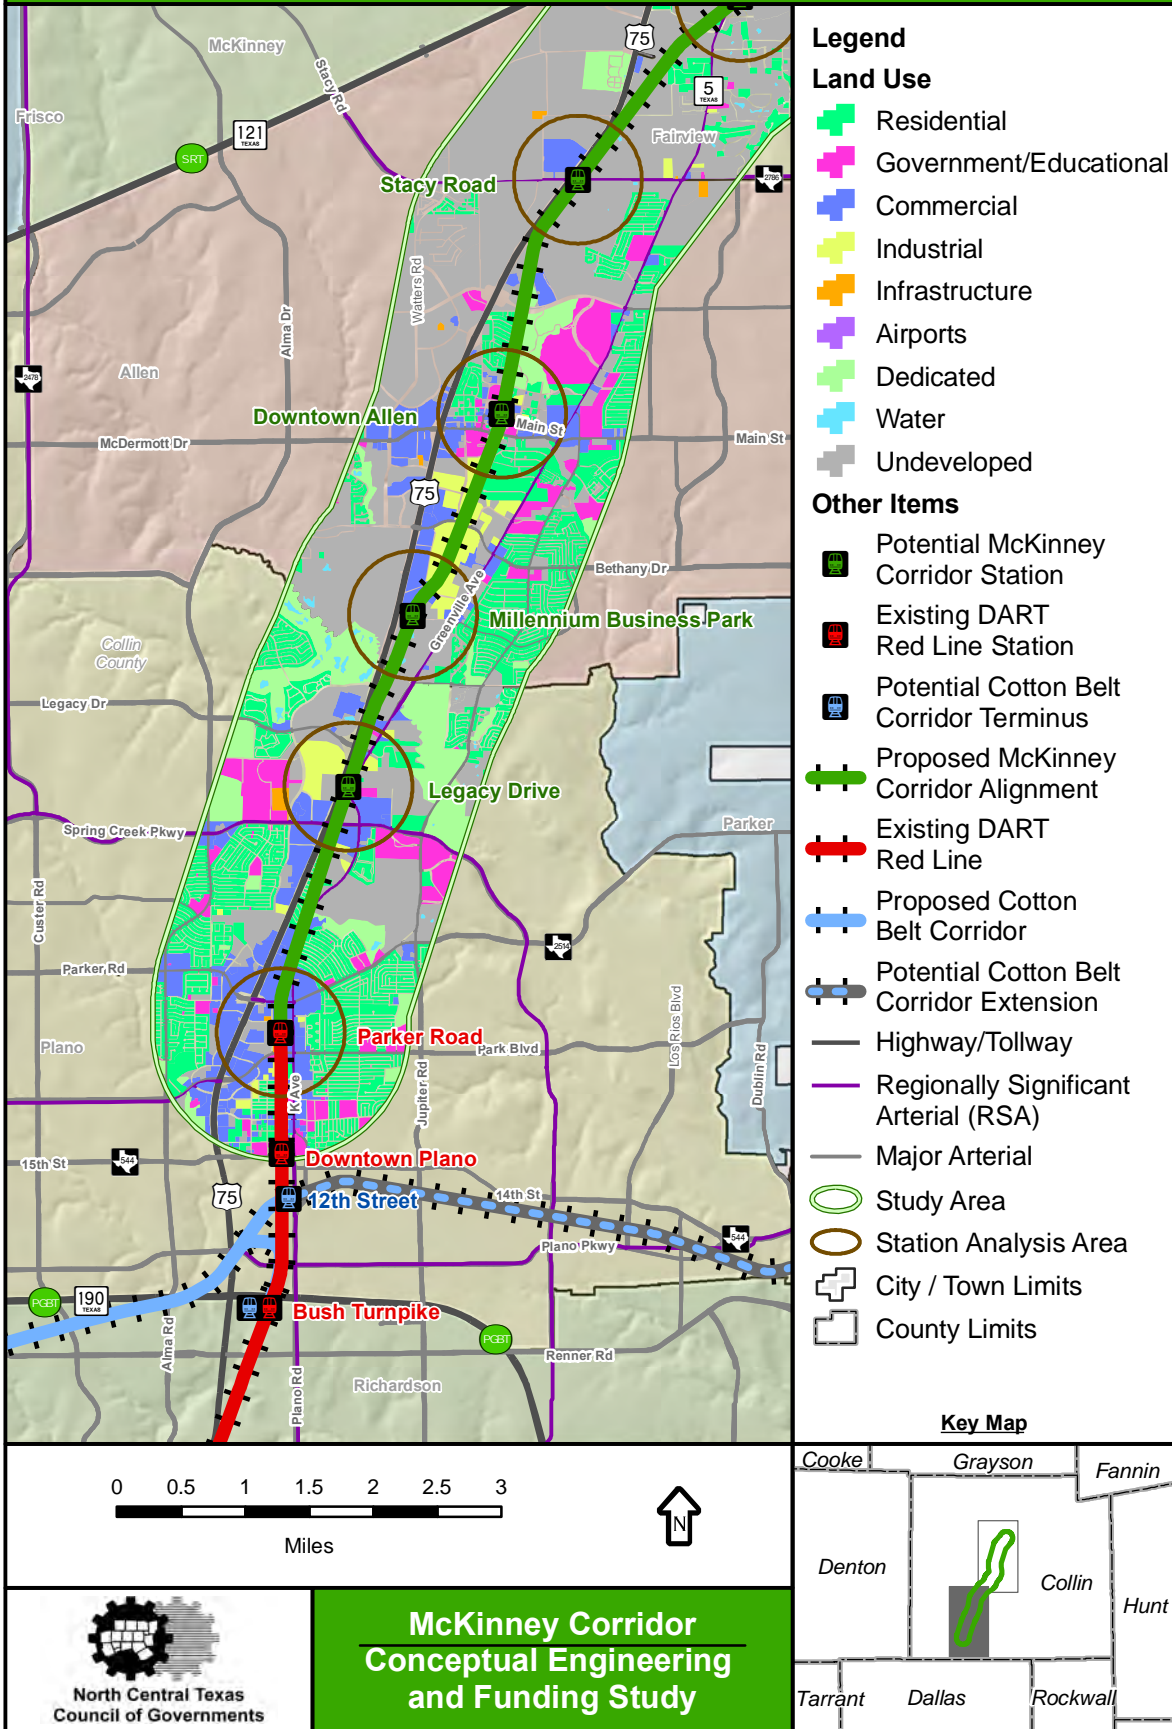 McKinney
Frisco
Stacy Rd
121
TEXAS
SRT
75
5
TEXAS
Fairview
Stacy Road
2786
Watters Rd
Alma Dr
Allen
2478
Downtown Allen
Main St
McDermott Dr
Main St
75
Bethany Dr
Greenville Ave
Millennium Business Park
Collin
County
Legacy Dr
Legacy Drive
Spring Creek Pkwy
Parker
Custer Rd
2514
Parker Rd
Los Rios Blvd
Plano
Parker Road
Park Blvd
Dublin Rd
K Ave
Jupiter Rd
15th St
544
Downtown Plano
75
12th Street
14th St
544
Plano Pkwy
PGBT
190
TEXAS
Bush Turnpike
PGBT
Alma Rd
Plano Rd
Renner Rd
Richardson
Legend
Land Use
Residential
Government/Educational
Commercial
Industrial
Infrastructure
Airports
Dedicated
Water
Undeveloped
Other Items
Potential McKinney
Corridor Station
Existing DART
Red Line Station
Potential Cotton Belt
Corridor Terminus
Proposed McKinney
Corridor Alignment
Existing DART
Red Line
Proposed Cotton
Belt Corridor
Potential Cotton Belt
Corridor Extension
Highway/Tollway
Regionally Significant
Arterial (RSA)
Major Arterial
Study Area
Station Analysis Area
City / Town Limits
County Limits
Key Map
Cooke
Grayson
Fannin
Denton
Collin
Hunt
Tarrant
Dallas
Rockwall
0 0.5 1 1.5 2 2.5 3
Miles
N
North Central Texas
Council of Governments
McKinney Corridor
Conceptual Engineering
and Funding Study